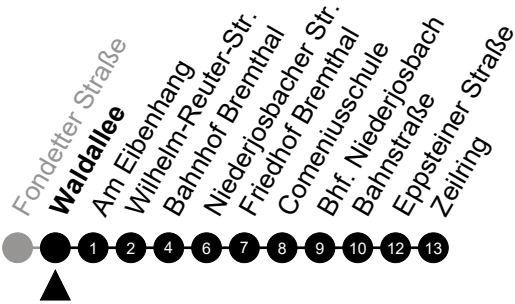 Fondetter Straße
Waldallee
Am Eibenhang
Wilhelm-Reuter-Str.
Bahnhof Bremthal
Niederjosbacher Str.
Friedhof Bremthal
Comeniusschule
Bhf. Niederjosbach
Bahnstraße
Eppsteiner Straße
Zeilring
1 2 4 6 7 8 9 10 12 13